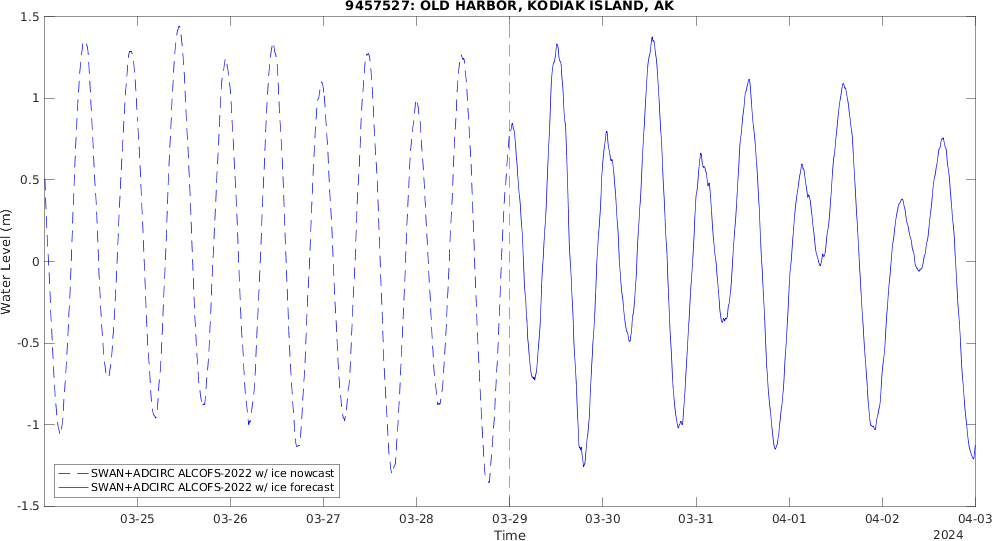 9457527: OLD HARBOR, KODIAK ISLAND, AK
1.5
1
0.5
0
-0.5
-1
-1.5
Water Level (m)
SWAN+ADCIRC ALCOFS-2022 w/ ice nowcast
SWAN+ADCIRC ALCOFS-2022 w/ ice forecast
03-25 03-26 03-27 03-28 03-29 03-30 03-31 04-01 04-02 04-03
Time
2024